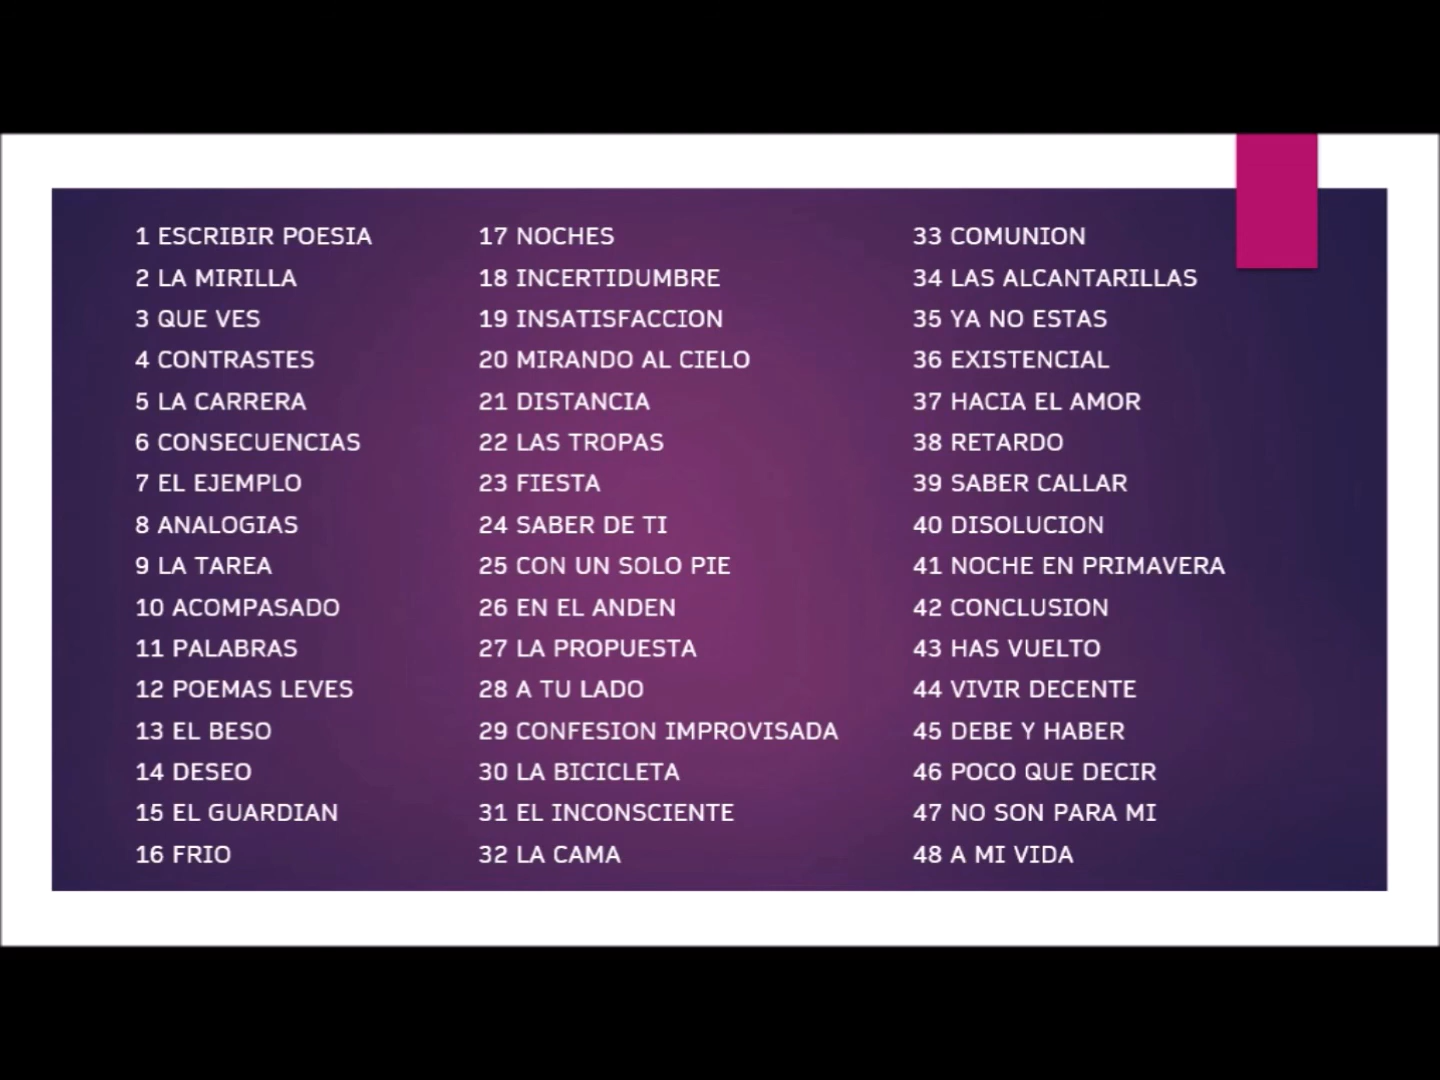 1 ESCRIBIR POESIA
2 LA MIRILLA
3 QUE VES
4 CONTRASTES
5 LA CARRERA
6 CONSECUENCIAS
7 EL EJEMPLO
8 ANALOGIAS
9 LA TAREA
10 ACOMPASADO
11 PALABRAS
12 POEMAS LEVES
13 EL BESO
14 DESEO
15 EL GUARDIAN
16 FRIO
17 NOCHES
18 INCERTIDUMBRE
19 INSATISFACCION
20 MIRANDO AL CIELO
21 DISTANCIA
22 LAS TROPAS
23 FIESTA
24 SABER DE TI
25 CON UN SOLO PIE
26 EN EL ANDEN
27 LA PROPUESTA
28 A TU LADO
29 CONFESION IMPROVISADA
30 LA BICICLETA
31 EL INCONSCIENTE
32 LA CAMA
33 COMUNION
34 LAS ALCANTARILLAS
35 YA NO ESTAS
36 EXISTENCIAL
37 HACIA EL AMOR
38 RETARDO
39 SABER CALLAR
40 DISOLUCION
41 NOCHE EN PRIMAVERA
42 CONCLUSION
43 HAS VUELTO
44 VIVIR DECENTE
45 DEBE Y HABER
46 POCO QUE DECIR
47 NO SON PARA MI
48 A MI VIDA